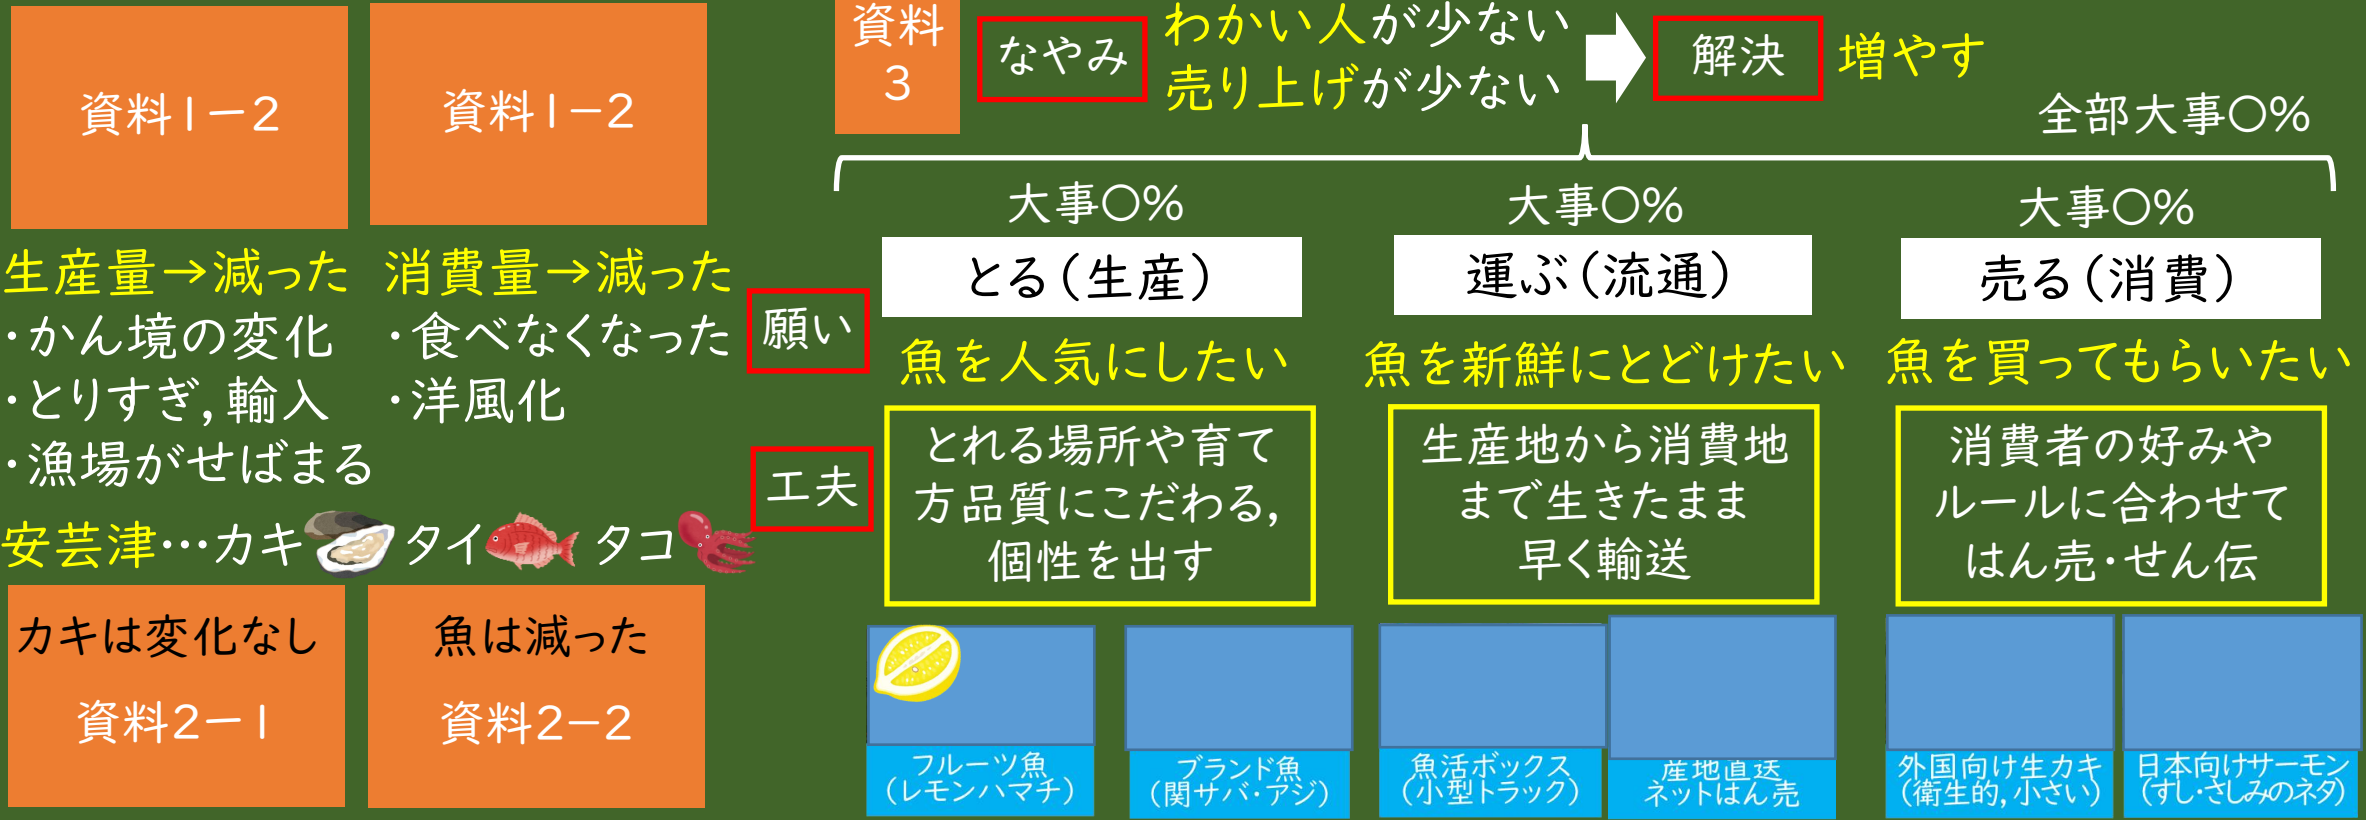 資料1－2
資料1－2
生産量→減った
・かん境の変化
・とりすぎ,輸入
・漁場がせばまる
消費量→減った
・食べなくなった
・洋風化
安芸津…カキ タイ タコ
カキは変化なし
資料2－1
魚は減った
資料2－2
資料
3
なやみ
わかい人が少ない
売り上げが少ない
解決
増やす
全部大事〇%
大事〇%
大事〇%
大事〇%
とる（生産）
運ぶ（流通）
売る（消費）
願い
魚を人気にしたい
魚を新鮮にとどけたい
魚を買ってもらいたい
工夫
とれる場所や育て
方品質にこだわる,
個性を出す
生産地から消費地
まで生きたまま
早く輸送
消費者の好みや
ルールに合わせて
はん売・せん伝
フルーツ魚
（レモンハマチ）
ブランド魚
（関サバ・アジ）
魚活ボックス
（小型トラック）
産地直送
ネットはん売
外国向け生カキ
（衛生的,小さい）
日本向けサーモン
（すし・さしみのネタ）